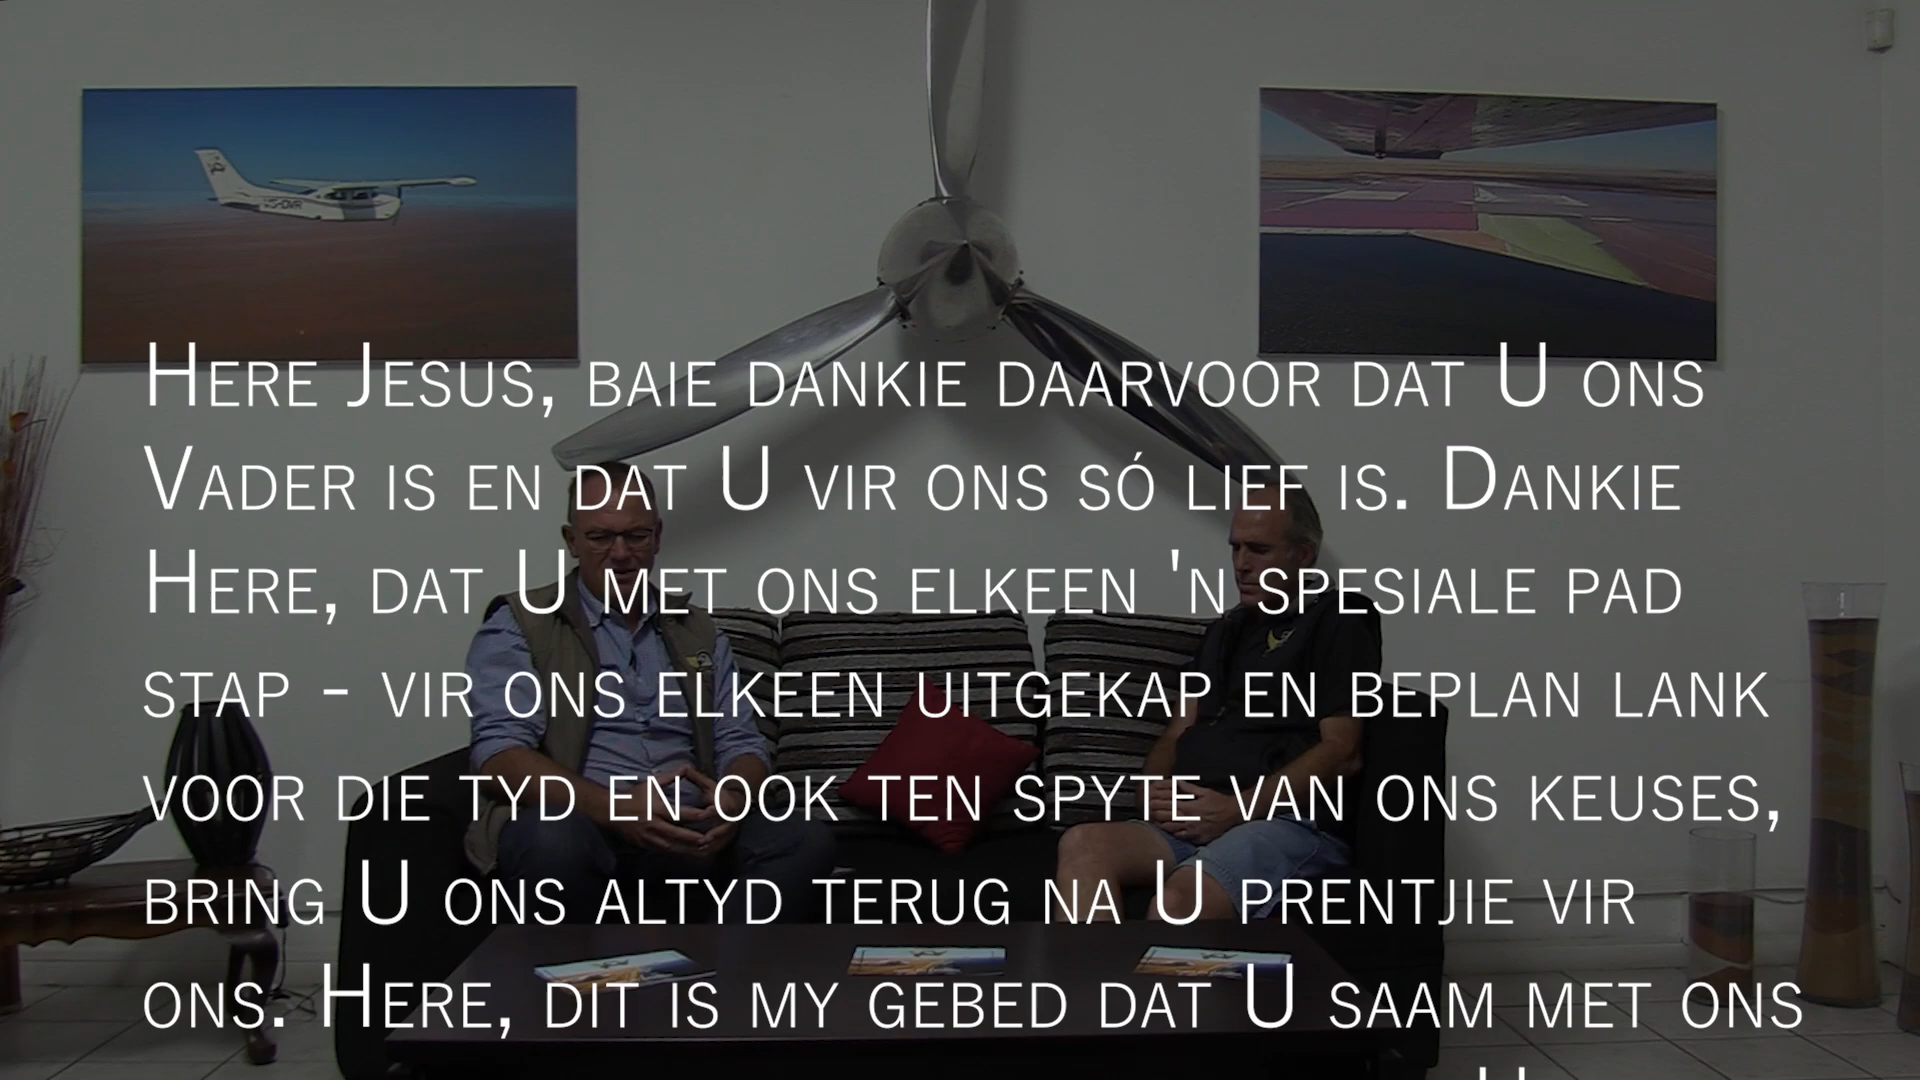 Here Jesus, baie dankie daarvoor dat U ons
Vader is en dat U vir ons só lief is. Dankie
Here, dat U met ons elkeen 'n spesiale pad
stap - vir ons elkeen uitgekap en beplan lank
voor die tyd en ook ten spyte van ons keuses,
bring U ons altyd terug na U prentjie vir
ons. Here, dit is my gebed dat U saam met ons